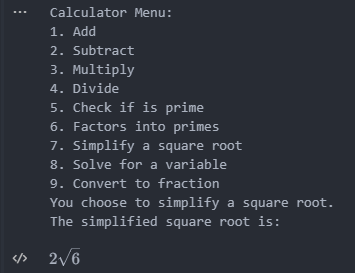 Calculator Menu:
1. Add
2. Subtract
3. Multiply
4. Divide
5. Check if is prime
6. Factors into primes
7. Simplify a square root
8. Solve for a variable
9. Convert to fraction
You choose to simplify a square root.
The simplified square root is:
2√6